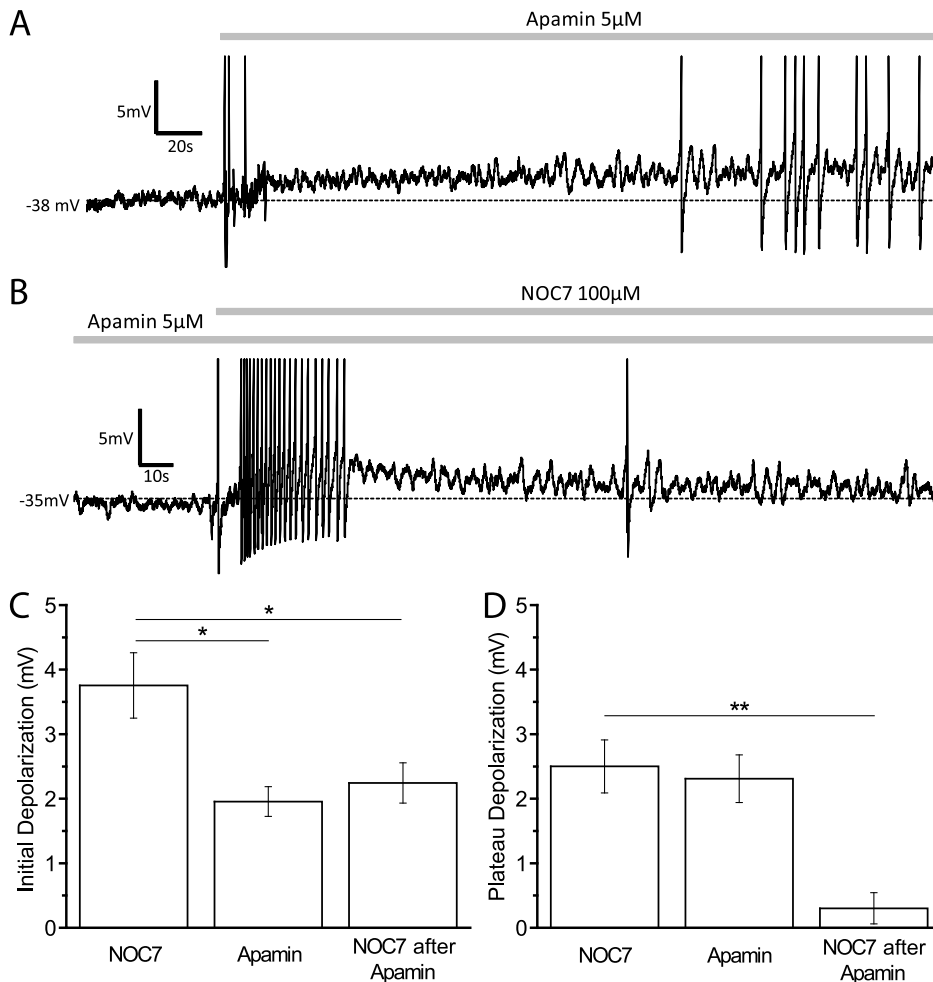 A
Apamin 5μM
5mV
20s
-38 mV
B
NOC7 100μM
Apamin 5μM
5mV
10s
-35mV
C
Initial Depolarization (mV)
5
4
3
2
1
0
*
*
NOC7
Apamin
NOC7 after
Apamin
D
Plateau Depolarization (mV)
5
4
3
2
1
0
**
NOC7
Apamin
NOC7 after
Apamin